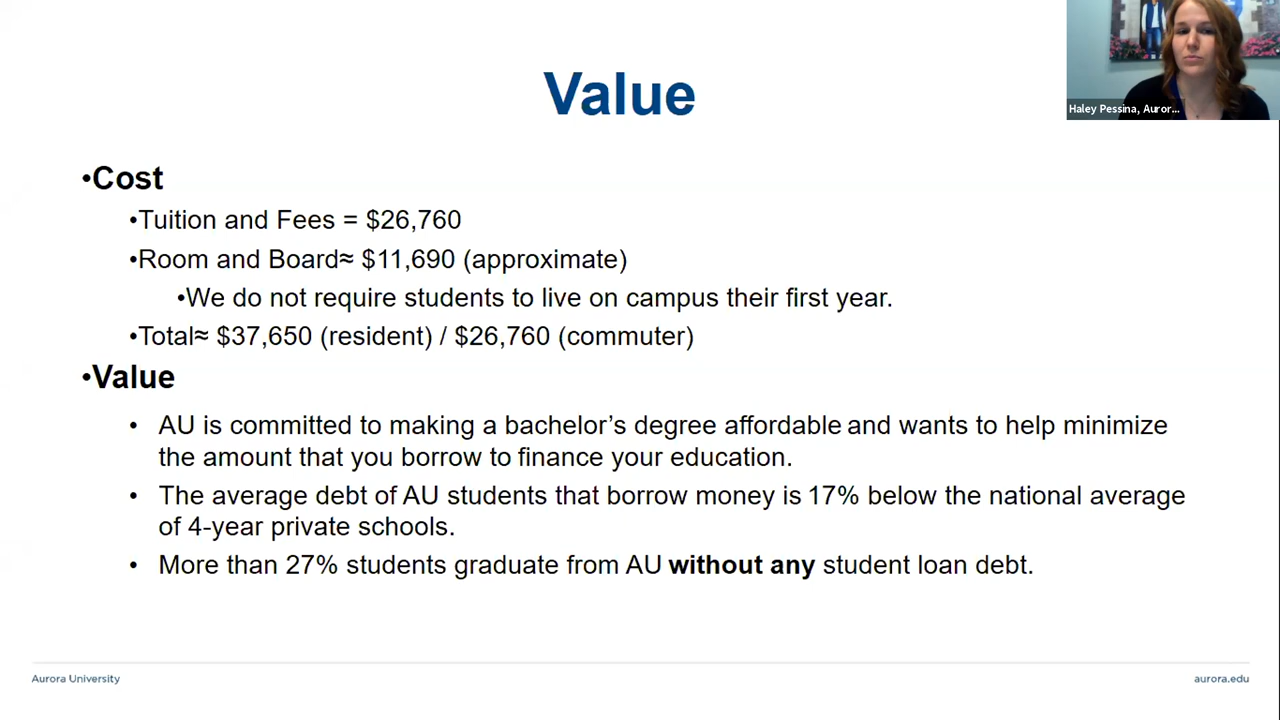 Value
Haley Pessina, Auror...
•Cost
•Tuition and Fees = $26,760
•Room and Board≈ $11,690 (approximate)
•We do not require students to live on campus their first year.
•Total≈ $37,650 (resident) / $26,760 (commuter)
•Value
• AU is committed to making a bachelor’s degree affordable and wants to help minimize
the amount that you borrow to finance your education.
• The average debt of AU students that borrow money is 17% below the national average
of 4-year private schools.
• More than 27% students graduate from AU without any student loan debt.
Aurora University
aurora.edu